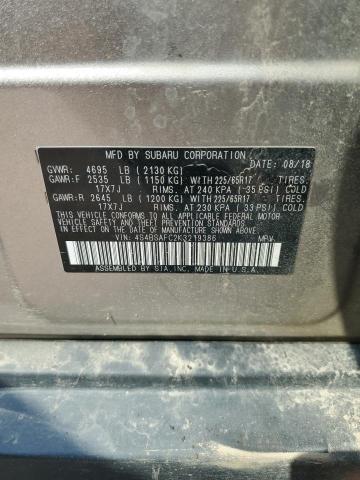 MFD BY SUBARU CORPORATION DATE: 08/18
GVWR: 4695 LB (2130 KG)
GAWR:F 2535 LB (1150 KG) WITH 225/65R17 TIRES.
17X7J RIMS. AT 240 KPA (35 PSI) COLD
GAWR:R 2645 LB (1200 KG) WITH 225/65R17 TIRES.
17X7J RIMS. AT 230 KPA (33 PSI) COLD
THIS VEHICLE CONFORMS TO ALL APPLICABLE FEDERAL MOTOR
VEHICLE SAFETY AND THEFT PREVENTION STANDARDS IN
EFFECT ON THE DATE OF MANUFACTURE SHOWN ABOVE.
VIN: 4S4BSAFC2K3219386 MPV
ASSEMBLED BY SIA, INC. MADE IN U.S.A.